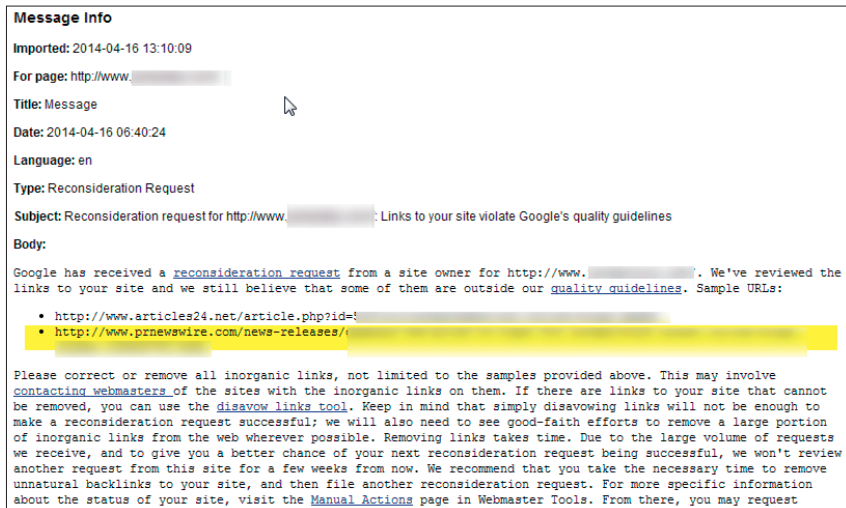 Message Info
Imported: 2014-04-16 13:10:09
For page: http://www.
Title: Message
Date: 2014-04-16 06:40:24
Language: en
Type: Reconsideration Request
Subject: Reconsideration request for http://www. : Links to your site violate Google's quality guidelines
Body:
Google has received a reconsideration request from a site owner for http://www. . We've reviewed the
links to your site and we still believe that some of them are outside our quality guidelines. Sample URLs:
• http://www.articles24.net/article.php?id=
• http://www.prnewswire.com/news-releases/
Please correct or remove all inorganic links, not limited to the samples provided above. This may involve
contacting webmasters of the sites with the inorganic links on them. If there are links to your site that cannot
be removed, you can use the disavow links tool. Keep in mind that simply disavowing links will not be enough to
make a reconsideration request successful; we will also need to see good-faith efforts to remove a large portion
of inorganic links from the web wherever possible. Removing links takes time. Due to the large volume of requests
we receive, and to give you a better chance of your next reconsideration request being successful, we won't review
another request from this site for a few weeks from now. We recommend that you take the necessary time to remove
unnatural backlinks to your site, and then file another reconsideration request. For more specific information
about the status of your site, visit the Manual Actions page in Webmaster Tools. From there, you may request